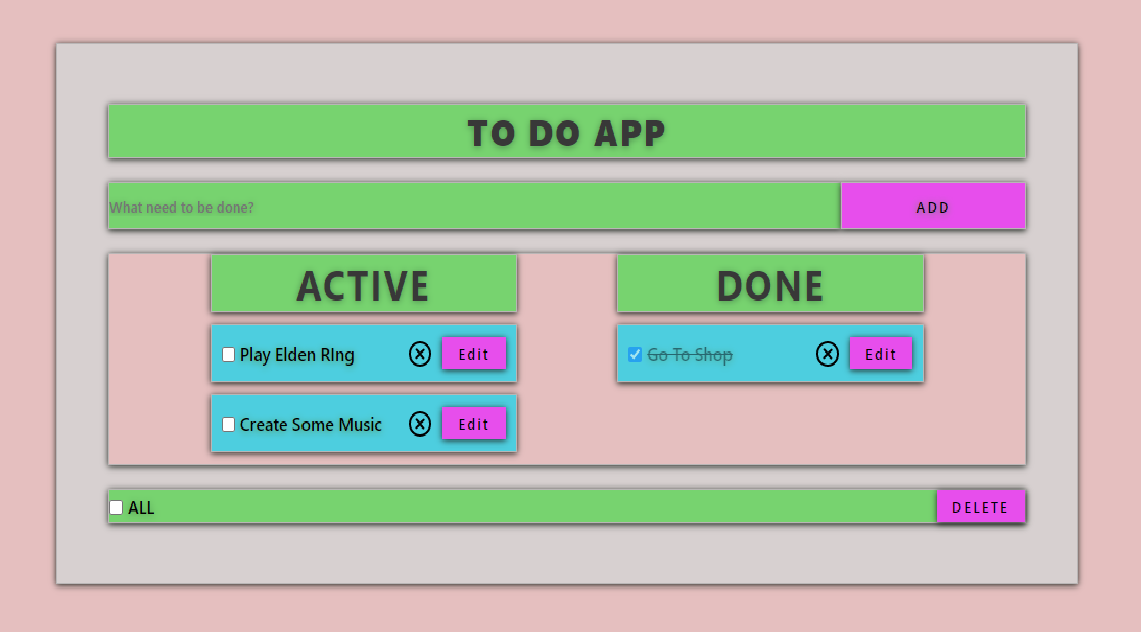 TO DO APP
What need to be done?
ADD
ACTIVE
DONE
Play Elden RIng
X
Edit
Go To Shop
X
Edit
Create Some Music
X
Edit
ALL
DELETE